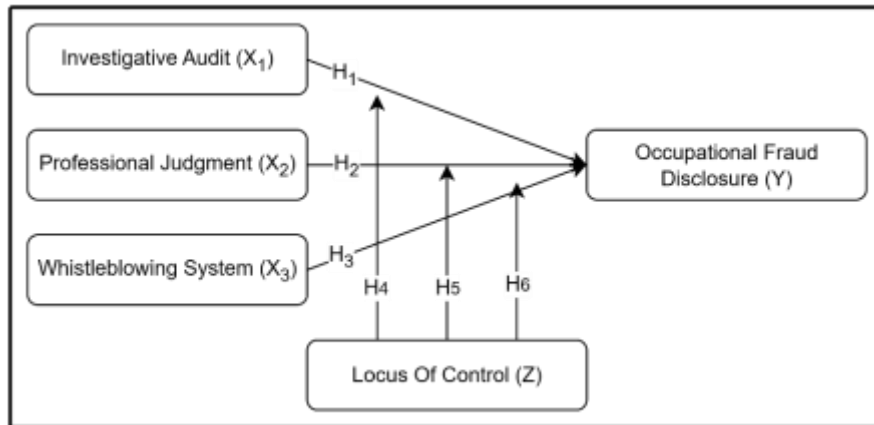 Investigative Audit (X₁)
H₁
Professional Judgment (X₂)
H₂
Occupational Fraud
Disclosure (Y)
Whistleblowing System (X₃)
H₃
H4
H5
H6
Locus Of Control (Z)